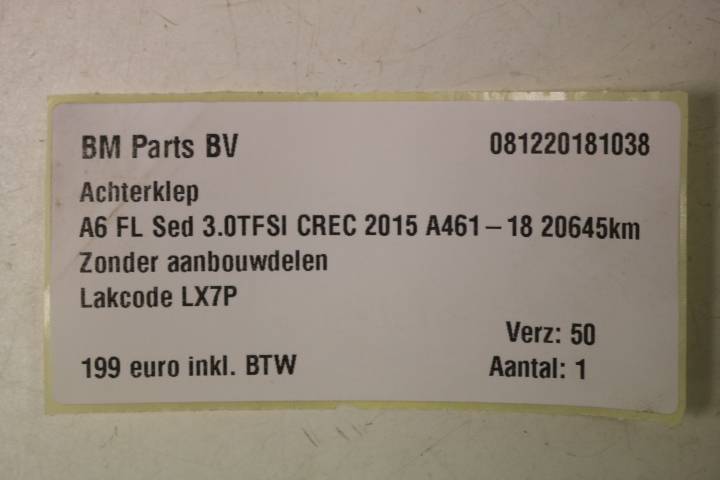 BM Parts BV 081220181038
Achterklep
A6 FL Sed 3.0TFSI CREC 2015 A461-18 20645km
Zonder aanbouwdelen
Lakcode LX7P
Verz: 50
199 euro inkl. BTW Aantal: 1